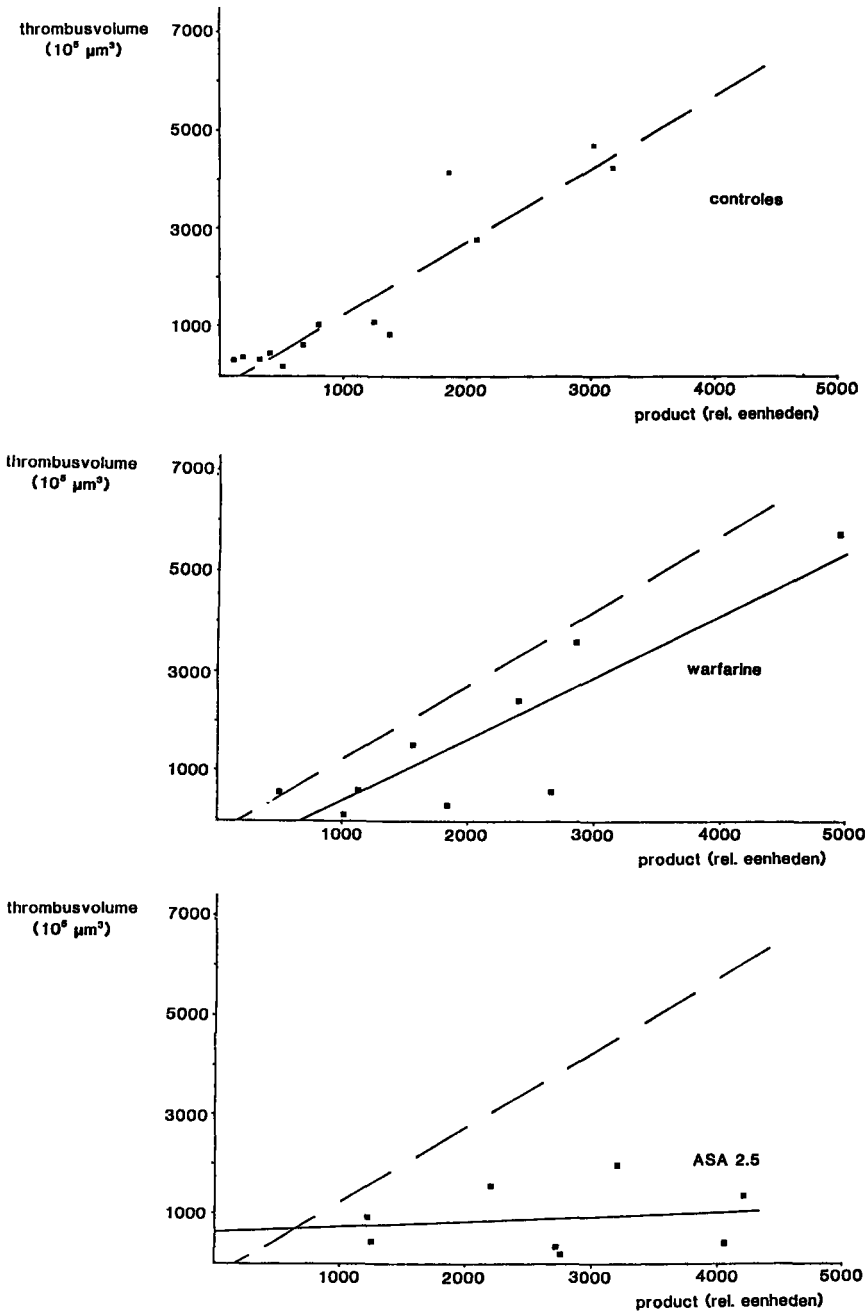 thrombusvolume
(10⁵ µm³)
7000
5000
3000
1000
controles
1000 2000 3000 4000 5000
product (rel. eenheden)
thrombusvolume
(10⁵ µm³)
7000
5000
3000
1000
warfarine
1000 2000 3000 4000 5000
product (rel. eenheden)
thrombusvolume
(10⁵ µm³)
7000
5000
3000
1000
ASA 2.5
1000 2000 3000 4000 5000
product (rel. eenheden)